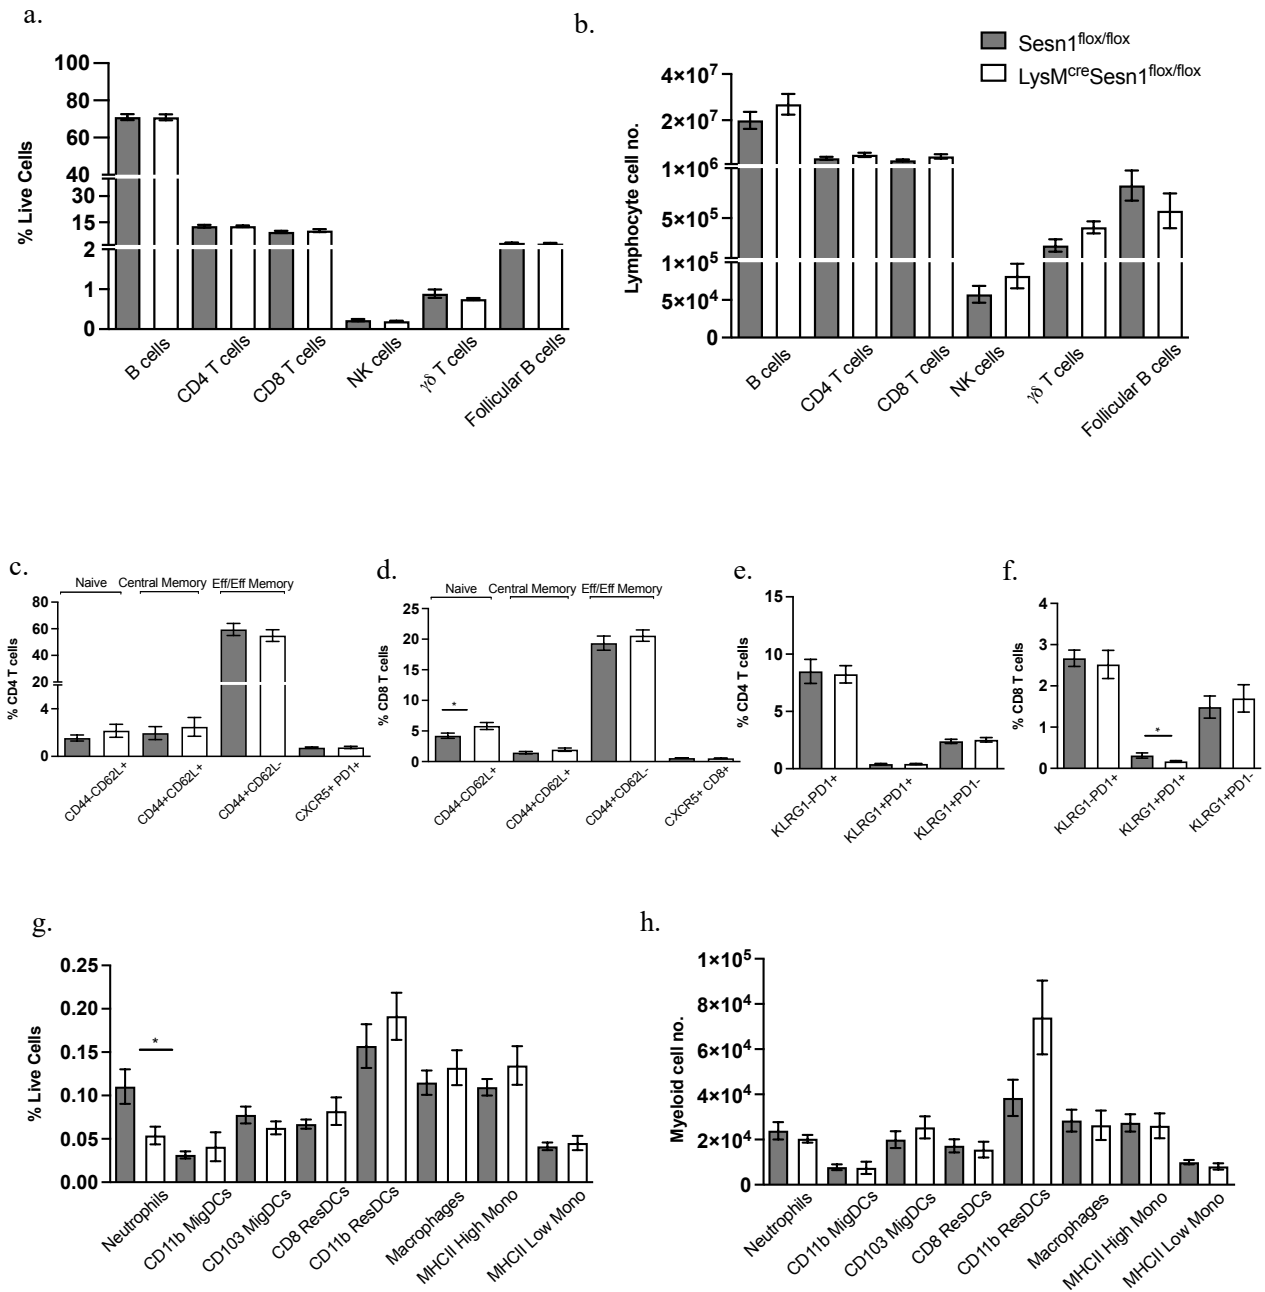 a.
b.
Sesn1flox/flox
LysMcreSesn1flox/flox
% Live Cells
100
80
60
40
30
15
2
1
0
B cells
CD4 T cells
CD8 T cells
NK cells
γδ T cells
Follicular B cells
Lymphocyte cell no.
4×10⁷
2×10⁷
1×10⁶
5×10⁵
1×10⁵
5×10⁴
0
B cells
CD4 T cells
CD8 T cells
NK cells
γδ T cells
Follicular B cells
c.
Naive
Central Memory
Eff/Eff Memory
% CD4 T cells
80
60
40
20
4
0
CD44-CD62L+
CD44+CD62L+
CD44+CD62L-
CXCR5+ PD1+
d.
Naive
Central Memory
Eff/Eff Memory
% CD8 T cells
25
20
15
10
5
0
*
CD44-CD62L+
CD44+CD62L+
CD44+CD62L-
CXCR5+ CD8+
e.
% CD4 T cells
15
10
5
0
KLRG1-PD1+
KLRG1+PD1+
KLRG1+PD1-
f.
% CD8 T cells
4
3
2
1
0
*
KLRG1-PD1+
KLRG1+PD1+
KLRG1+PD1-
g.
% Live Cells
0.25
0.20
0.15
0.10
0.05
0.00
*
Neutrophils
CD11b MigDCs
CD103 MigDCs
CD8 ResDCs
CD11b ResDCs
Macrophages
MHCII High Mono
MHCII Low Mono
h.
Myeloid cell no.
1×10⁵
8×10⁴
6×10⁴
4×10⁴
2×10⁴
0
Neutrophils
CD11b MigDCs
CD103 MigDCs
CD8 ResDCs
CD11b ResDCs
Macrophages
MHCII High Mono
MHCII Low Mono